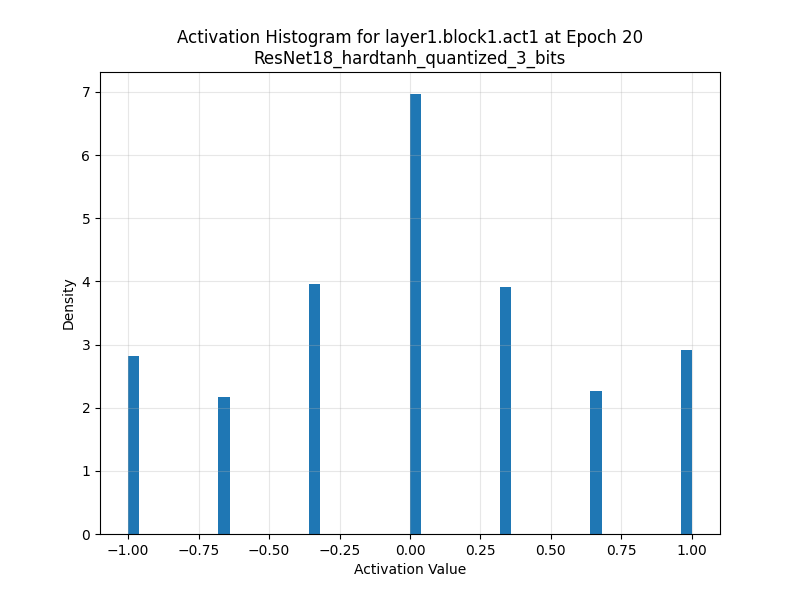 Activation Histogram for layer1.block1.act1 at Epoch 20
ResNet18_hardtanh_quantized_3_bits
7
6
5
4
3
2
1
0
Density
−1.00 −0.75 −0.50 −0.25 0.00 0.25 0.50 0.75 1.00
Activation Value